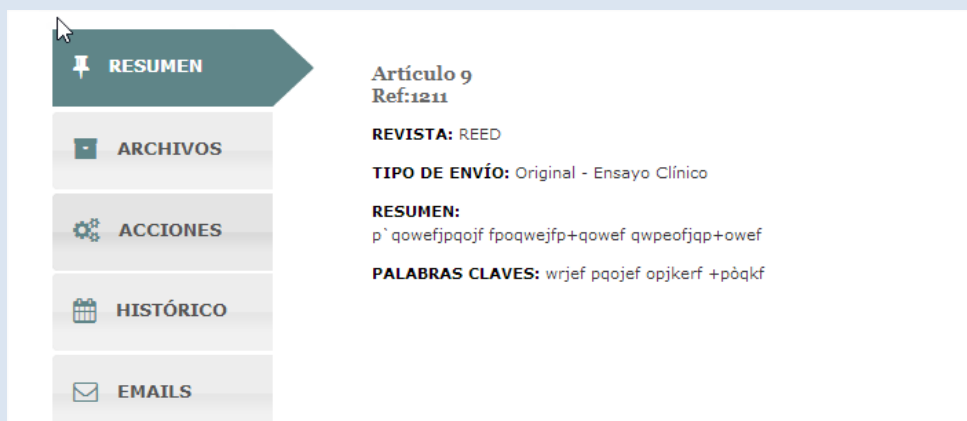 RESUMEN
ARCHIVOS
ACCIONES
HISTÓRICO
EMAILS
Artículo 9
Ref:1211
REVISTA: REED
TIPO DE ENVÍO: Original - Ensayo Clínico
RESUMEN:
p`qowefjpqojf fpoqwejfp+qowef qwpeofjqp+owef
PALABRAS CLAVES: wrjef pqojef opjkerf +pòqkf